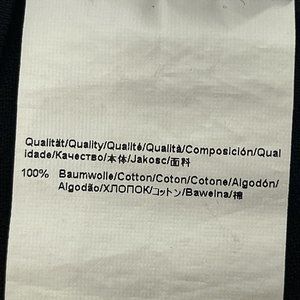 Qualität/Quality/Qualité/Qualità/Composición/Qual
idade/Качество/本体/Jakosc/面料
100% Baumwolle/Cotton/Coton/Cotone/Algodón/
Algodão/ХЛОПОК/コットン/Bawelna/棉